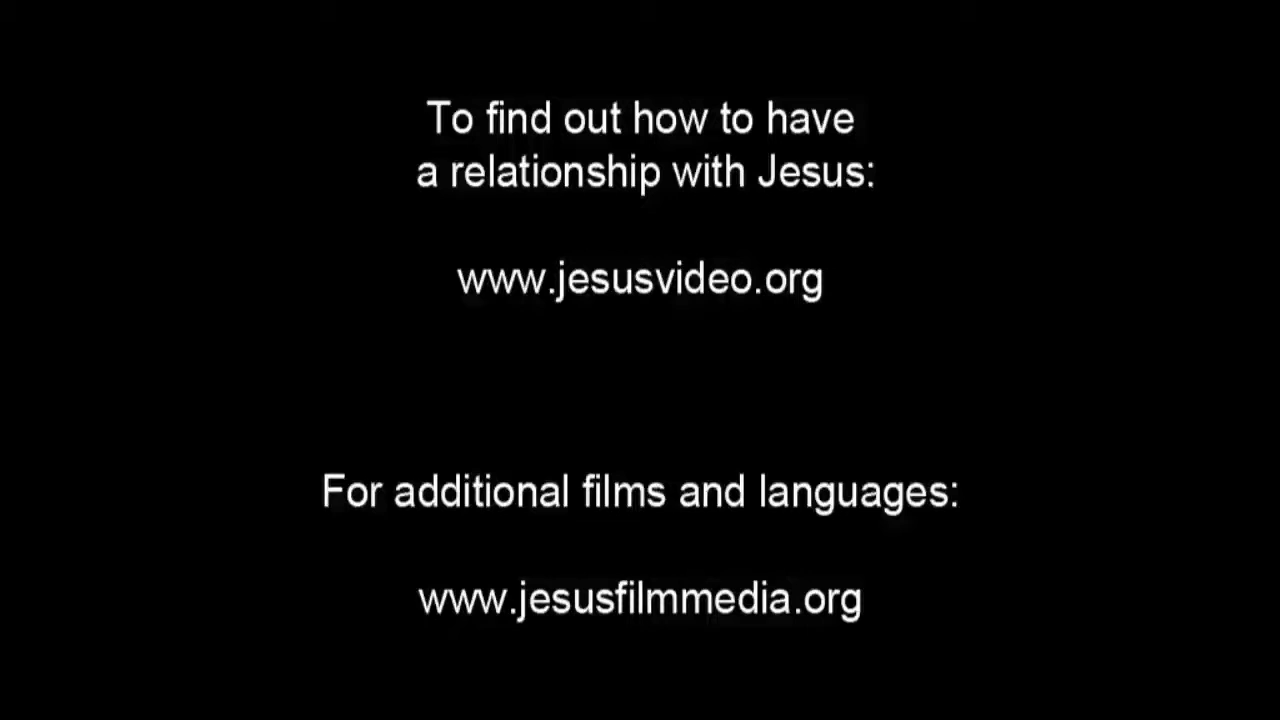 To find out how to have
a relationship with Jesus:
www.jesusvideo.org
For additional films and languages:
www.jesusfilmmedia.org